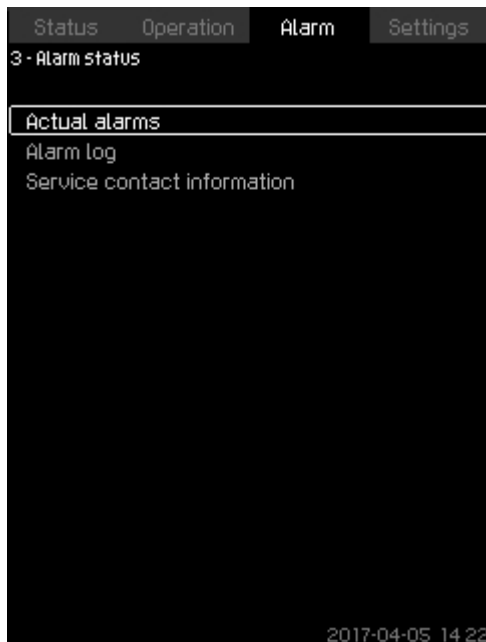 Status Operation Alarm Settings
3 - Alarm status
Actual alarms
Alarm log
Service contact information
2017-04-05 14:22